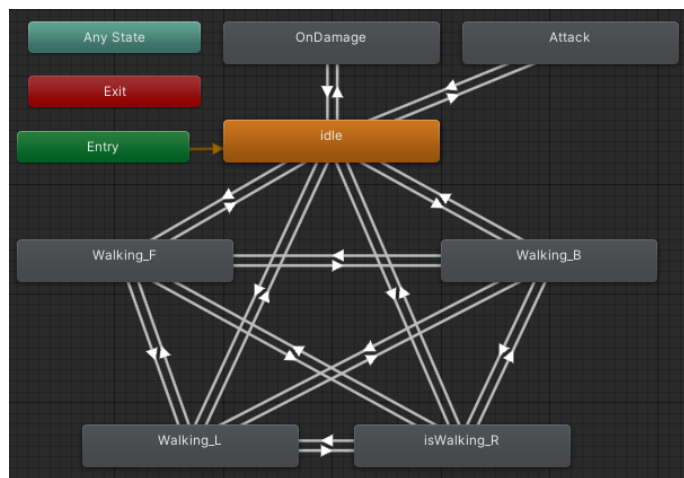 Any State
OnDamage
Attack
Exit
idle
Entry
Walking_F
Walking_B
Walking_L
isWalking_R